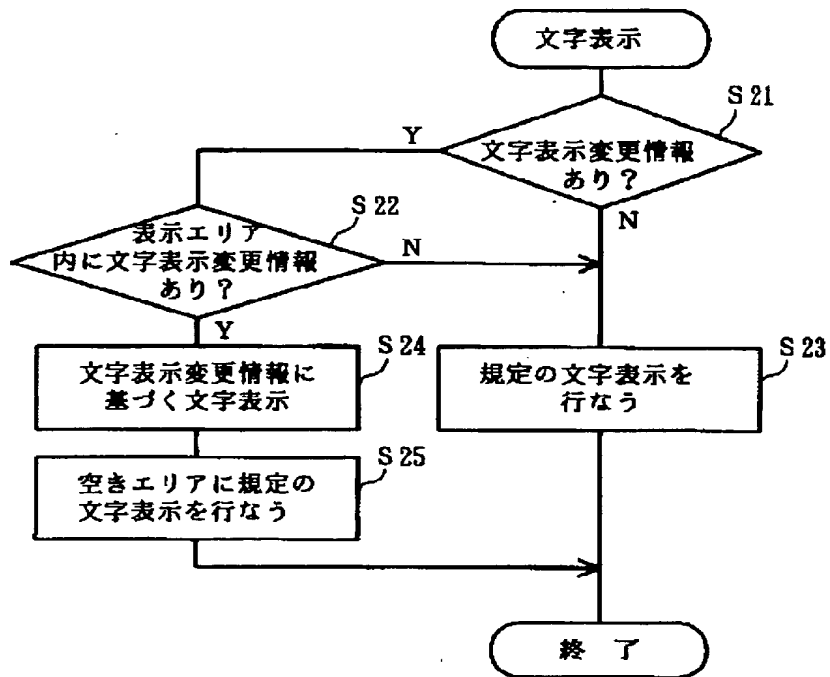 文字表示
S21
文字表示変更情報
あり？
Y
N
S22
表示エリア
内に文字表示変更情報
あり？
N
Y
S24
文字表示変更情報に
基づく文字表示
S23
規定の文字表示を
行なう
S25
空きエリアに規定の
文字表示を行なう
終 了